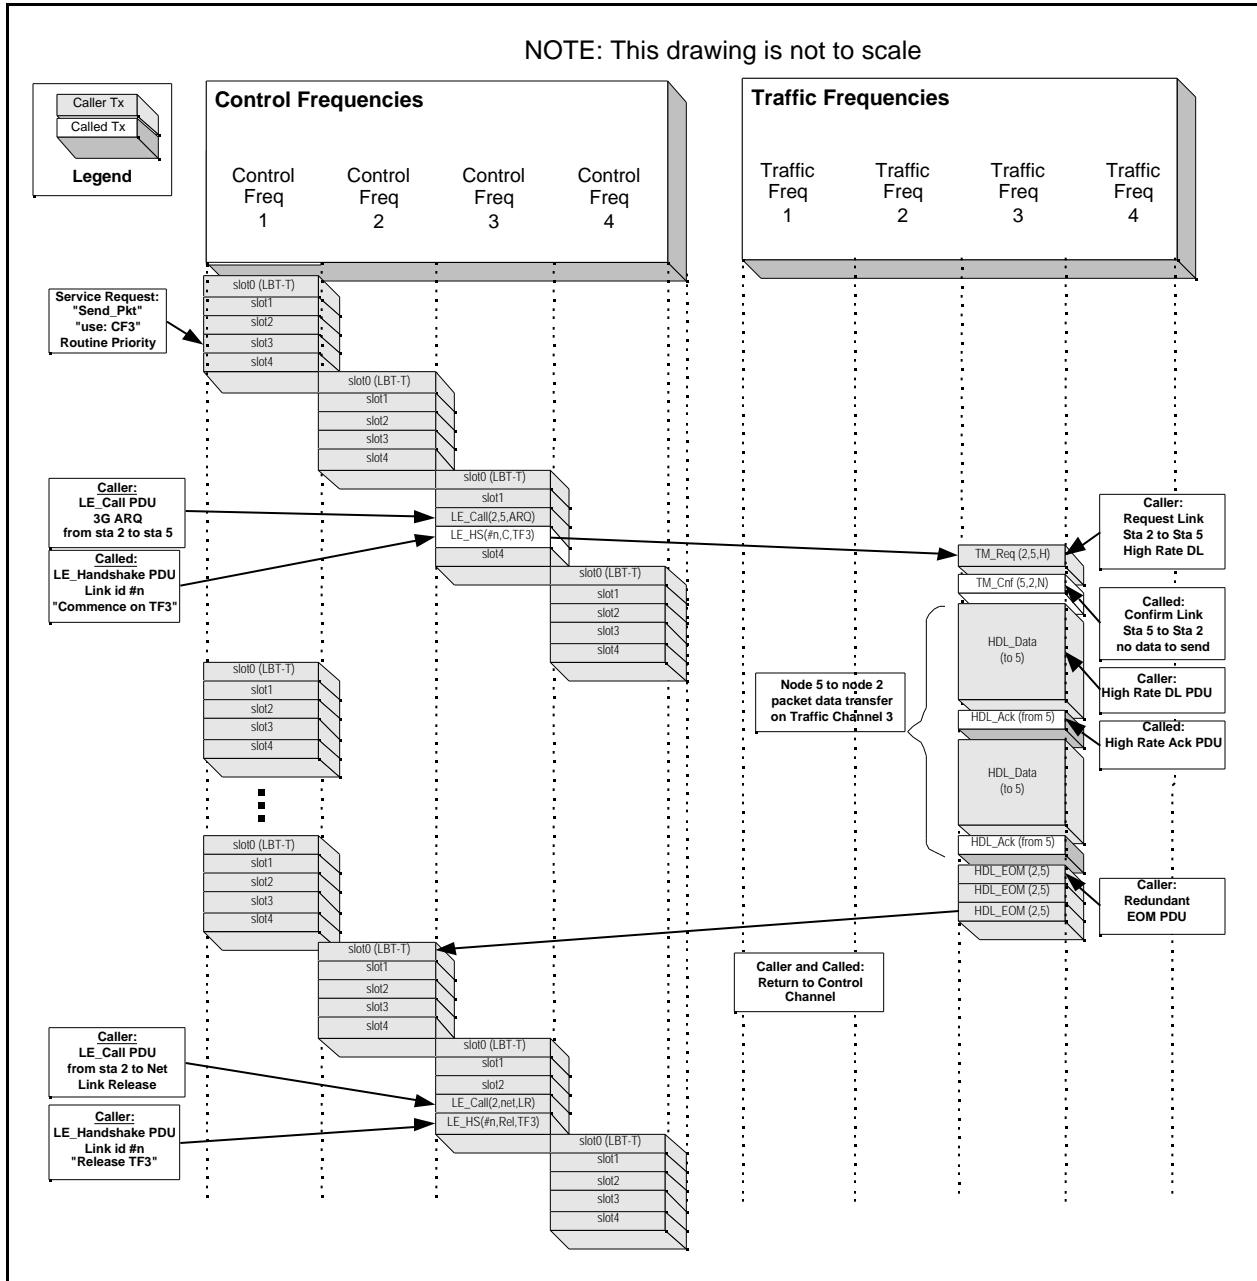 NOTE: This drawing is not to scale
Caller Tx
Called Tx
Legend
Control Frequencies
Control
Freq
1
Control
Freq
2
Control
Freq
3
Control
Freq
4
Traffic Frequencies
Traffic
Freq
1
Traffic
Freq
2
Traffic
Freq
3
Traffic
Freq
4
Service Request:
"Send_Pkt"
"use: CF3"
Routine Priority
slot0 (LBT-T)
slot1
slot2
slot3
slot4
slot0 (LBT-T)
slot1
slot2
slot3
slot4
Caller:
LE_Call PDU
3G ARQ
from sta 2 to sta 5
Called:
LE_Handshake PDU
Link id #n
"Commence on TF3"
slot0 (LBT-T)
slot1
LE_Call(2,5,ARQ)
LE_HS(#n,C,TF3)
slot4
slot0 (LBT-T)
slot1
slot2
slot3
slot4
TM_Req (2,5,H)
TM_Cnf (5,2,N)
HDL_Data
(to 5)
HDL_Ack (from 5)
HDL_Data
(to 5)
HDL_Ack (from 5)
HDL_EOM (2,5)
HDL_EOM (2,5)
HDL_EOM (2,5)
Caller:
Request Link
Sta 2 to Sta 5
High Rate DL
Called:
Confirm Link
Sta 5 to Sta 2
no data to send
Caller:
High Rate DL PDU
Called:
High Rate Ack PDU
Caller:
Redundant
EOM PDU
Node 5 to node 2
packet data transfer
on Traffic Channel 3
slot0 (LBT-T)
slot1
slot2
slot3
slot4
slot0 (LBT-T)
slot1
slot2
slot3
slot4
slot0 (LBT-T)
slot1
slot2
slot3
slot4
Caller and Called:
Return to Control
Channel
Caller:
LE_Call PDU
from sta 2 to Net
Link Release
Caller:
LE_Handshake PDU
Link id #n
"Release TF3"
slot0 (LBT-T)
slot1
slot2
LE_Call(2,net,LR)
LE_HS(#n,Rel,TF3)
slot0 (LBT-T)
slot1
slot2
slot3
slot4